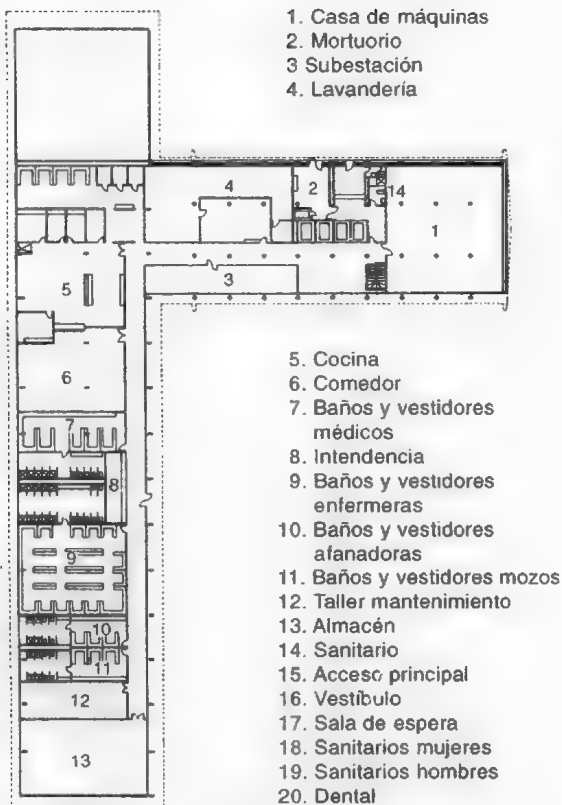 1. Casa de máquinas
2. Mortuorio
3 Subestación
4. Lavandería
4
2
14
1
3
5
6
7
8
9
10
11
12
13
5. Cocina
6. Comedor
7. Baños y vestidores
médicos
8. Intendencia
9. Baños y vestidores
enfermeras
10. Baños y vestidores
afanadoras
11. Baños y vestidores mozos
12. Taller mantenimiento
13. Almacén
14. Sanitario
15. Acceso principal
16. Vestíbulo
17. Sala de espera
18. Sanitarios mujeres
19. Sanitarios hombres
20. Dental